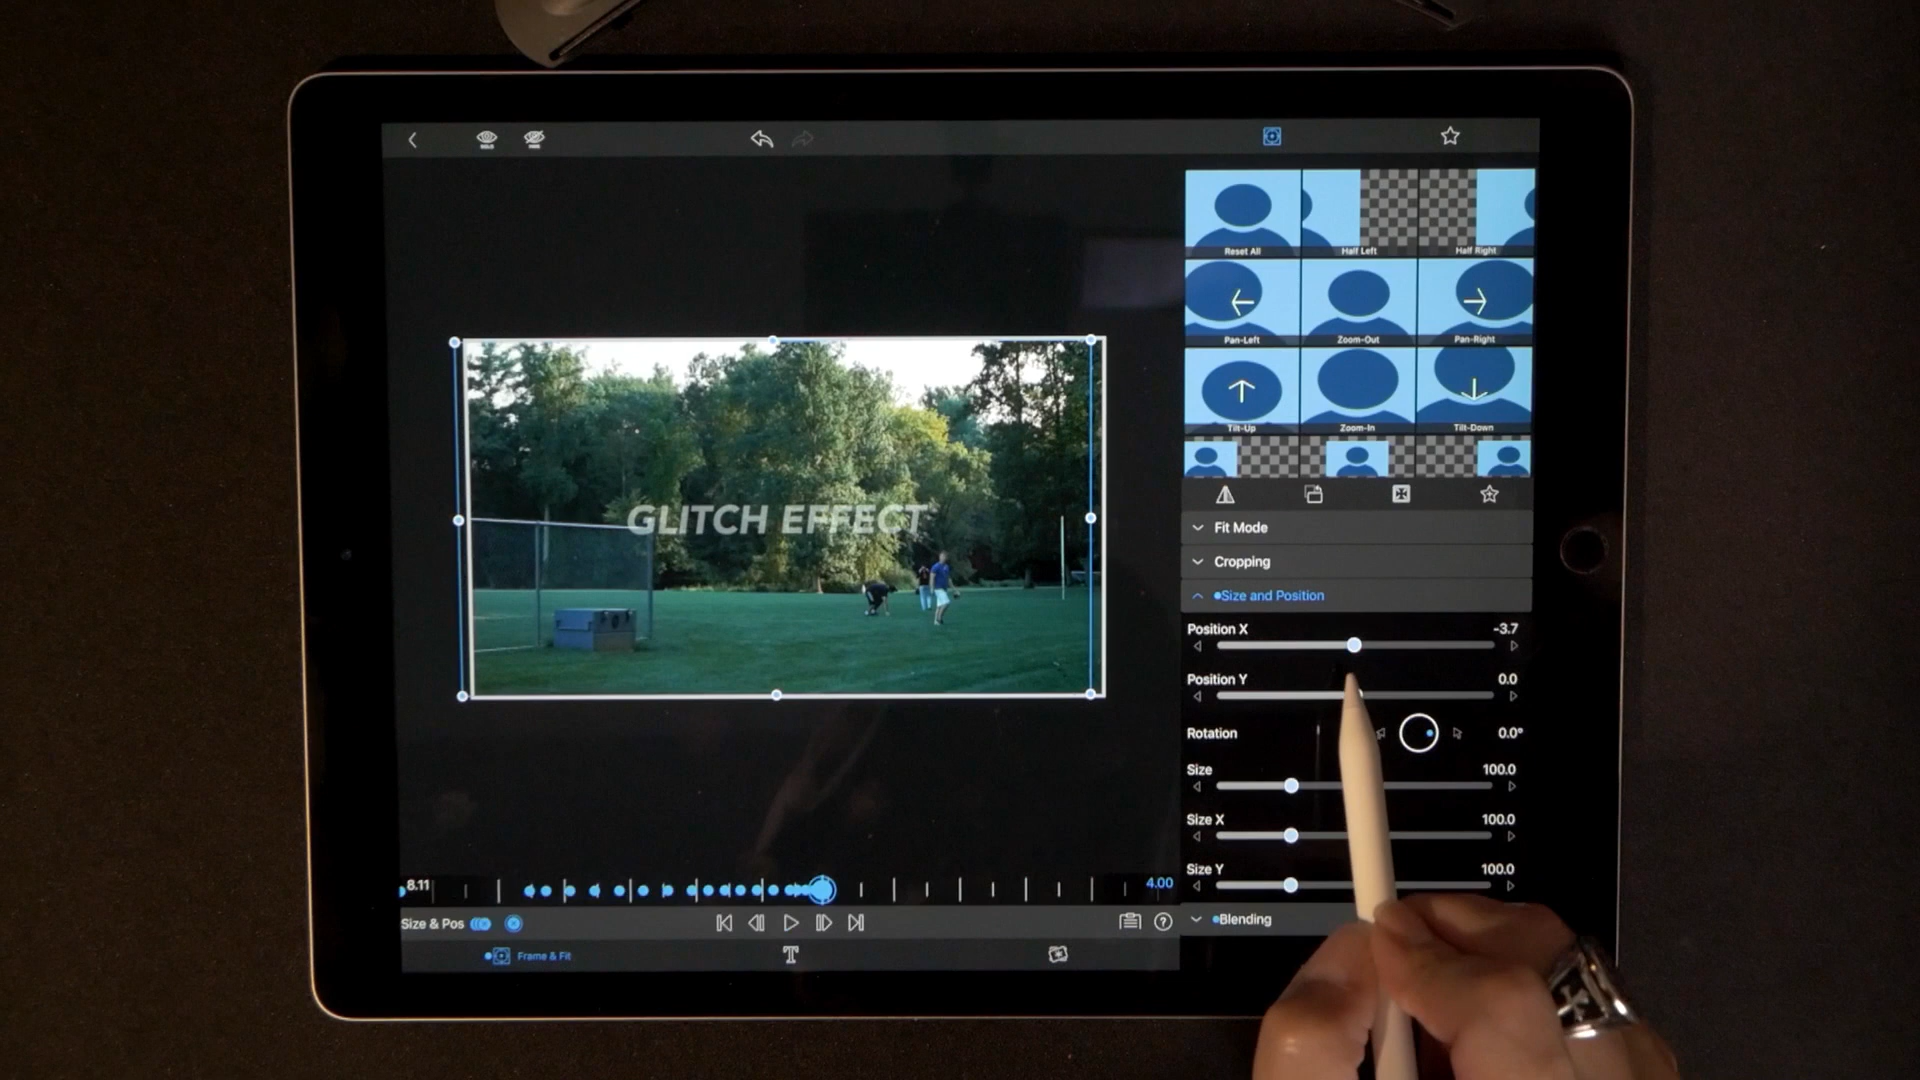 Reset All
Half Left
Half Right
Pan-Left
Zoom-Out
Pan-Right
Tilt-Up
Zoom-In
Tilt-Down
Fit Mode
Cropping
Size and Position
Position X
-3.7
Position Y
0.0
Rotation
0.0°
Size
100.0
Size X
100.0
Size Y
100.0
Blending
GLITCH EFFECT
8.11
4.00
Size & Pos
Frame & Fit